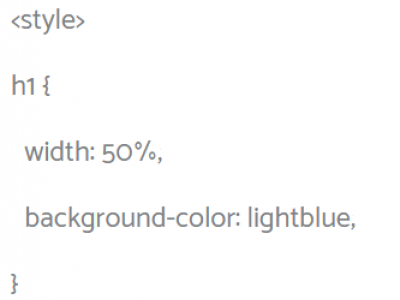 <style>
h1 {
width: 50%,
background-color: lightblue,
}